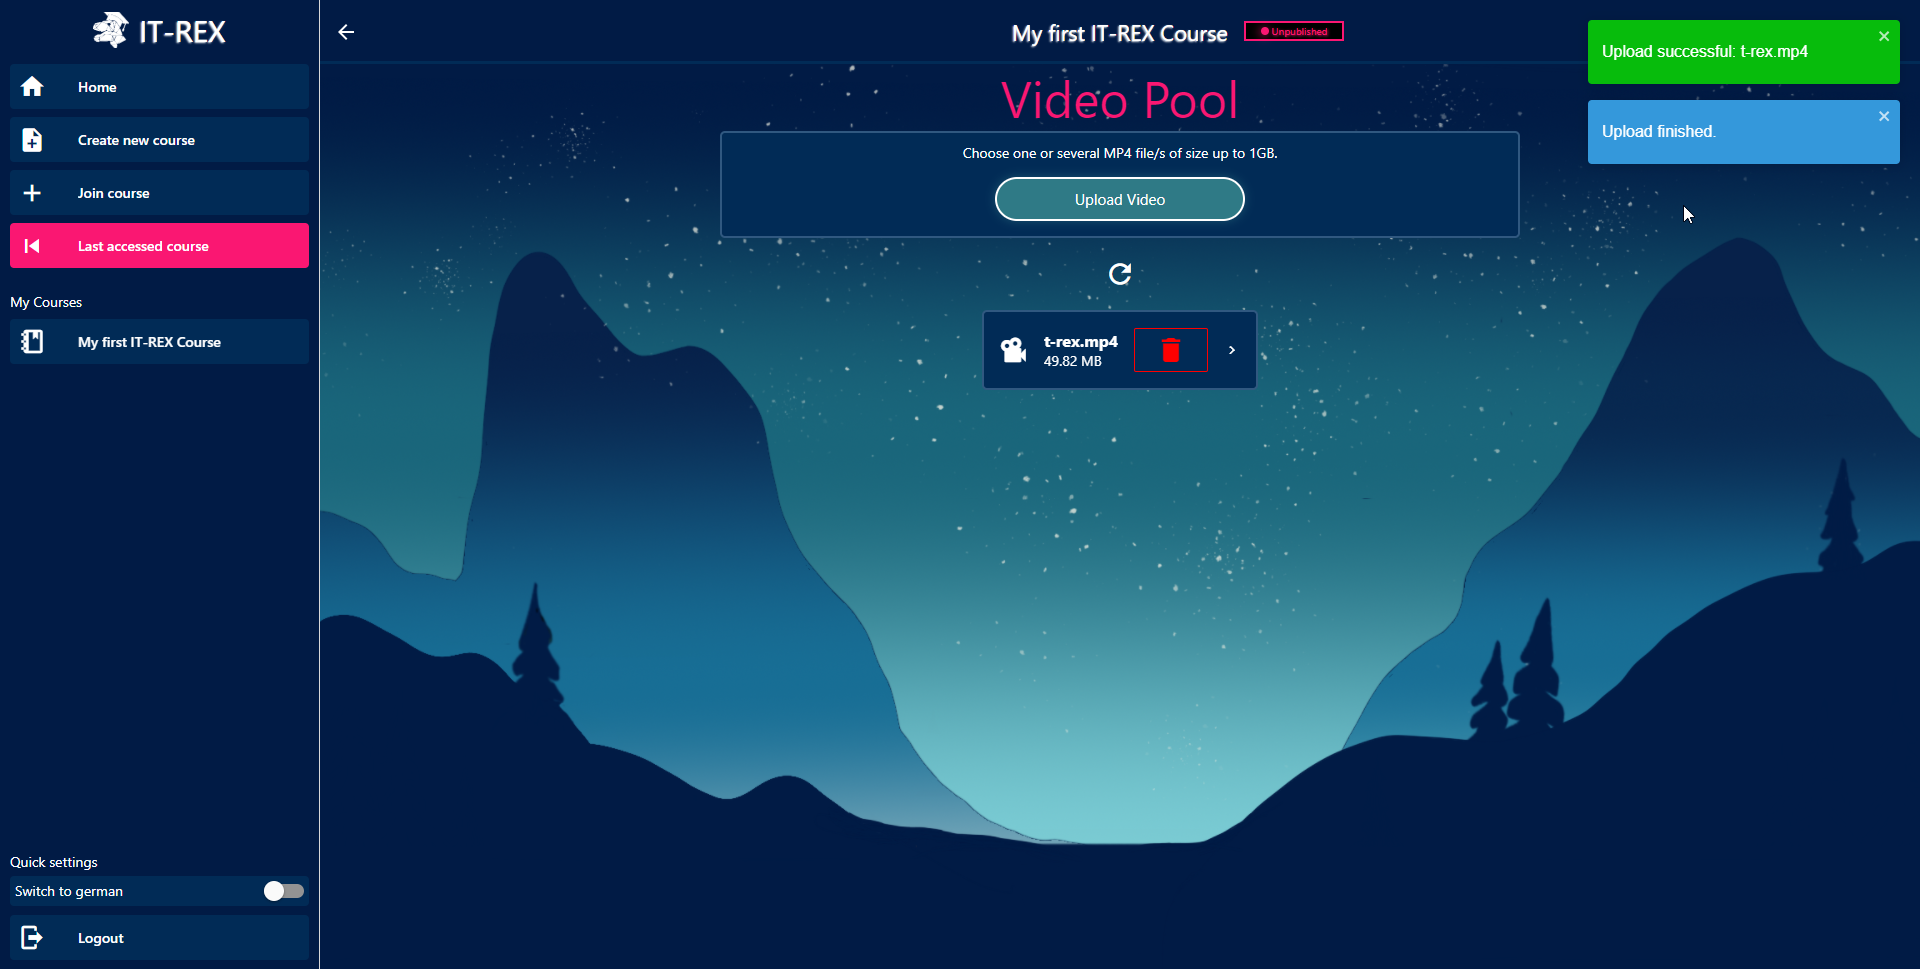 IT-REX
Home
Create new course
Join course
Last accessed course
My Courses
My first IT-REX Course
Quick settings
Switch to german
Logout
My first IT-REX Course
Unpublished
Video Pool
Choose one or several MP4 file/s of size up to 1GB.
Upload Video
t-rex.mp4
49.82 MB
Upload successful: t-rex.mp4
Upload finished.